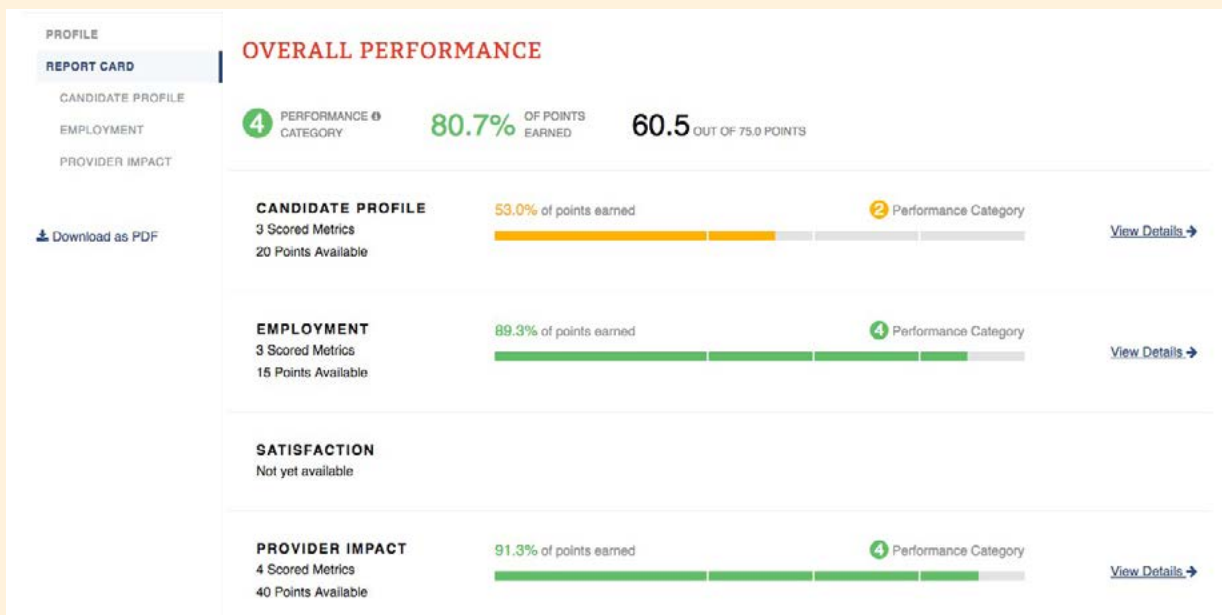 PROFILE
REPORT CARD
CANDIDATE PROFILE
EMPLOYMENT
PROVIDER IMPACT
Download as PDF
OVERALL PERFORMANCE
4 PERFORMANCE CATEGORY
80.7% OF POINTS EARNED
60.5 OUT OF 75.0 POINTS
CANDIDATE PROFILE
3 Scored Metrics
20 Points Available
53.0% of points earned
2 Performance Category
View Details
EMPLOYMENT
3 Scored Metrics
15 Points Available
89.3% of points earned
4 Performance Category
View Details
SATISFACTION
Not yet available
PROVIDER IMPACT
4 Scored Metrics
40 Points Available
91.3% of points earned
4 Performance Category
View Details